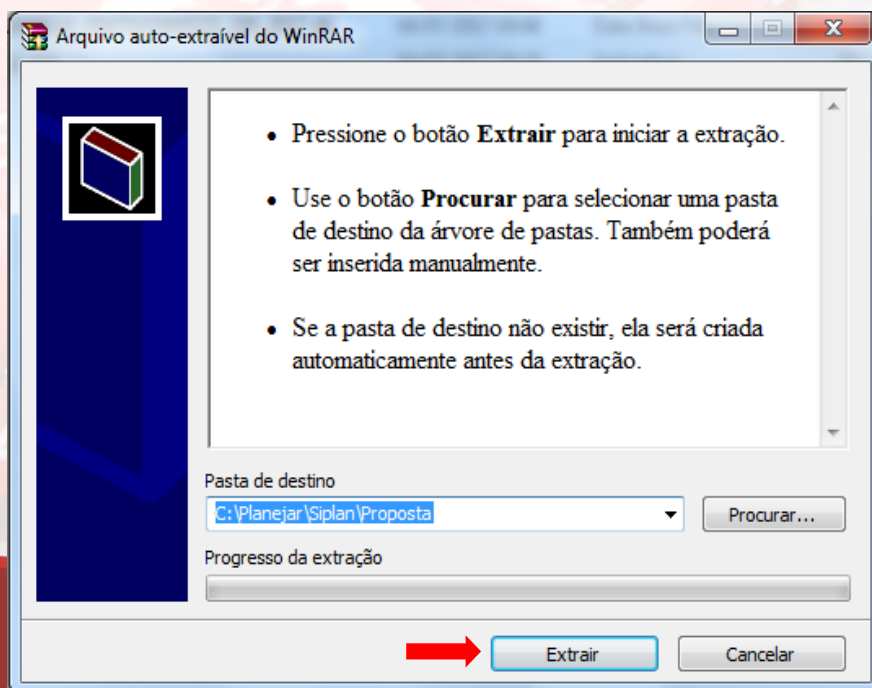 Arquivo auto-extraível do WinRAR
• Pressione o botão Extrair para iniciar a extração.
• Use o botão Procurar para selecionar uma pasta
de destino da árvore de pastas. Também poderá
ser inserida manualmente.
• Se a pasta de destino não existir, ela será criada
automaticamente antes da extração.
Pasta de destino
C:\Planejar\Siplan\Proposta
Procurar...
Progresso da extração
Extrair
Cancelar